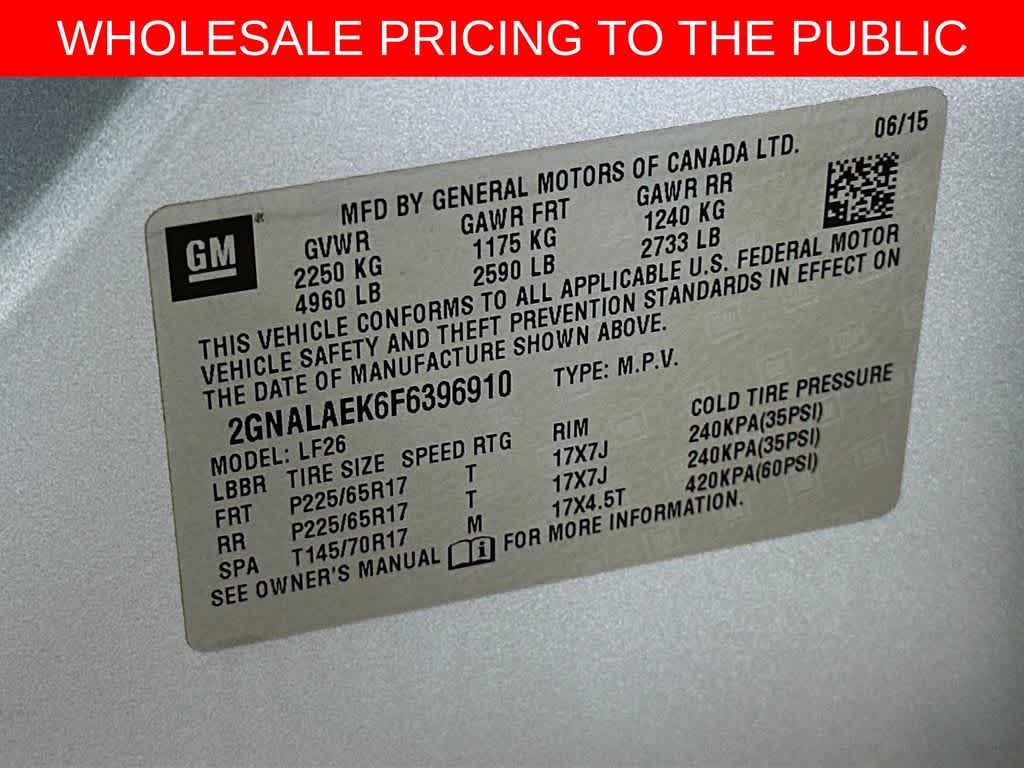 WHOLESALE PRICING TO THE PUBLIC
06/15
MFD BY GENERAL MOTORS OF CANADA LTD.
GM
GVWR GAWR FRT GAWR RR
2250 KG 1175 KG 1240 KG
4960 LB 2590 LB 2733 LB
THIS VEHICLE CONFORMS TO ALL APPLICABLE U.S. FEDERAL MOTOR
VEHICLE SAFETY AND THEFT PREVENTION STANDARDS IN EFFECT ON
THE DATE OF MANUFACTURE SHOWN ABOVE.
2GNALAEK6F6396910 TYPE: M.P.V.
MODEL: LF26
LBBR TIRE SIZE SPEED RTG RIM COLD TIRE PRESSURE
FRT P225/65R17 T 17X7J 240KPA(35PSI)
RR P225/65R17 T 17X7J 240KPA(35PSI)
SPA T145/70R17 M 17X4.5T 420KPA(60PSI)
SEE OWNER'S MANUAL i FOR MORE INFORMATION.